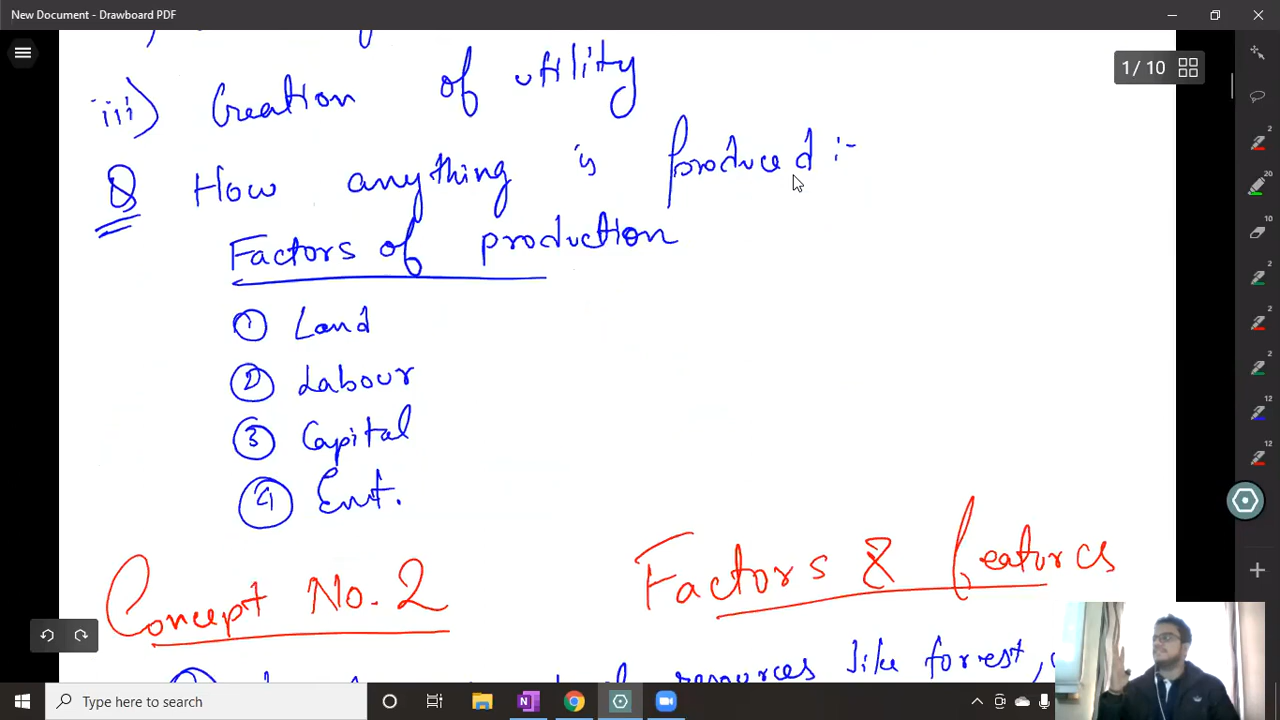 New Document - Drawboard PDF
1 / 10
iii) Creation of utility
Q How anything is produced :-
Factors of production
① Land
② Labour
③ Capital
④ Ent.
Concept No. 2 Factors & features
resources like forrest,
Type here to search